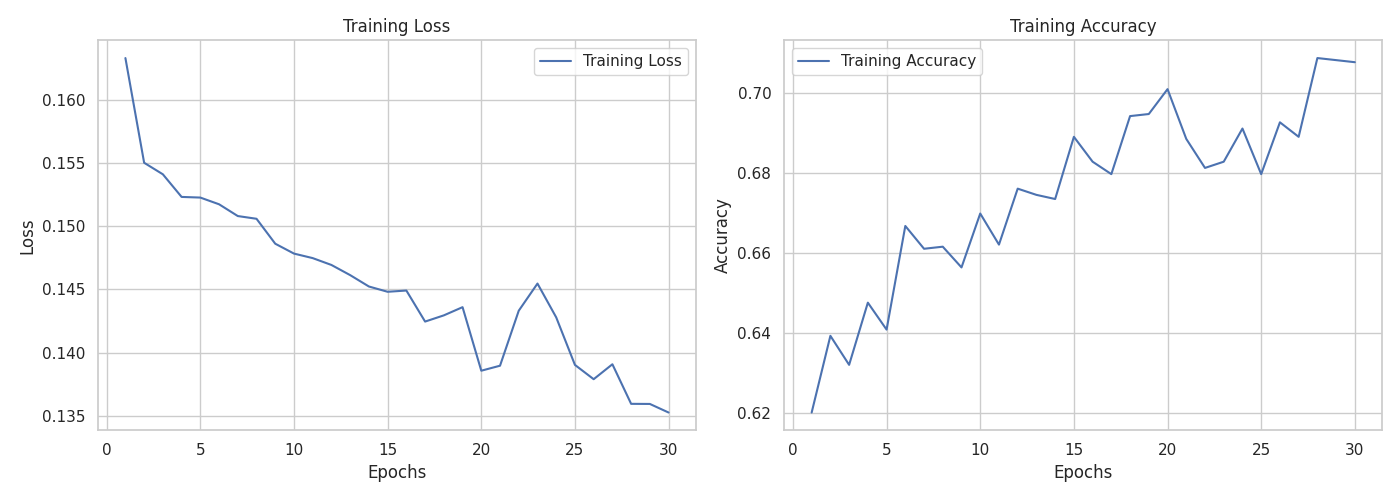 Training Loss
Training Loss
0.160
0.155
0.150
0.145
0.140
0.135
Loss
0 5 10 15 20 25 30
Epochs
Training Accuracy
Training Accuracy
0.70
0.68
0.66
0.64
0.62
Accuracy
0 5 10 15 20 25 30
Epochs